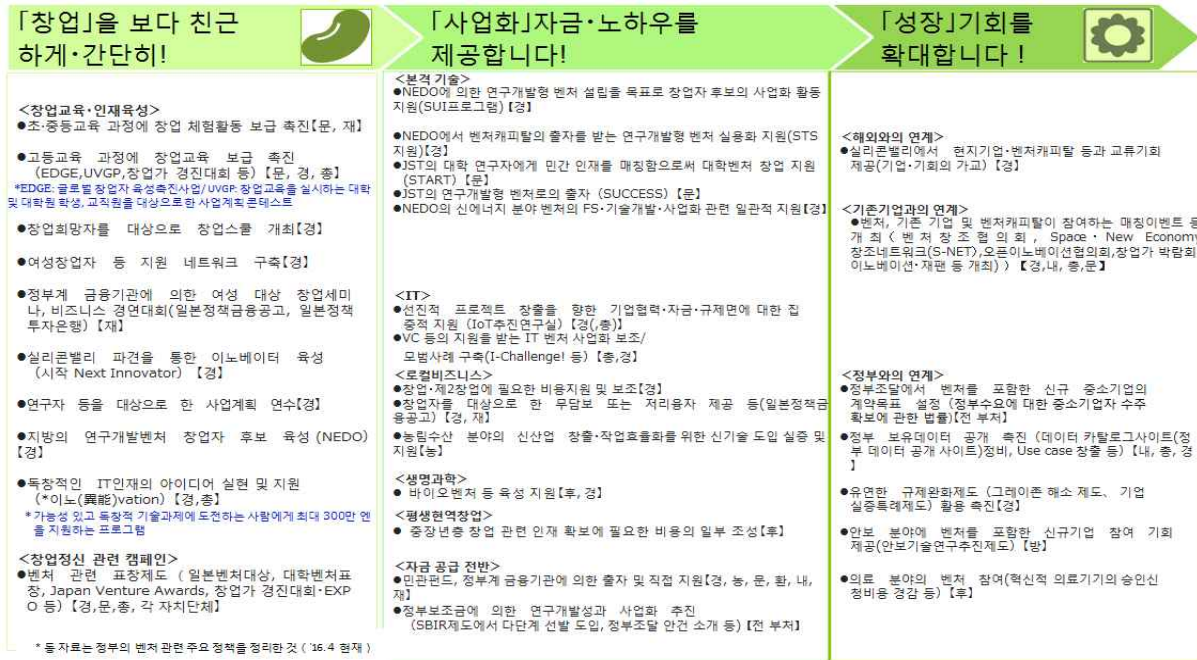 「창업」을 보다 친근
하게·간단히!
<창업교육·인재육성>
●초·중등교육 과정에 창업 체험활동 보급 촉진【문, 재】
●고등교육 과정에 창업교육 보급 촉진
(EDGE,UVGP,창업가 경진대회 등)【문, 경, 총】
*EDGE: 글로벌 창업자 육성촉진사업/ UVGP: 창업교육을 실시하는 대학
및 대학원 학생, 교직원을 대상으로한 사업계획 콘테스트
●창업희망자를 대상으로 창업스쿨 개최【경】
●여성창업자 등 지원 네트워크 구축【경】
●정부계 금융기관에 의한 여성 대상 창업세미
나, 비즈니스 경연대회(일본정책금융공고, 일본정책
투자은행)【재】
●실리콘밸리 파견을 통한 이노베이터 육성
(시작 Next Innovator) 【경】
●연구자 등을 대상으로 한 사업계획 연수【경】
●지방의 연구개발벤처 창업자 후보 육성 (NEDO)
【경】
●독창적인 IT인재의 아이디어 실현 및 지원
(*이노(異能)vation)【경,총】
* 가능성 있고 독창적 기술과제에 도전하는 사람에게 최대 300만 엔
을 지원하는 프로그램
<창업정신 관련 캠페인>
●벤처 관련 표창제도 ( 일본벤처대상, 대학벤처표
창, Japan Venture Awards, 창업가 경진대회·EXP
O 등)【경,문,총, 각 자치단체】
* 동 자료는 정부의 벤처 관련 주요 정책을 정리한 것 ( '16.4 현재 )
「사업화」자금·노하우를
제공합니다!
<본격 기술>
●NEDO에 의한 연구개발형 벤처 설립을 목표로 창업자 후보의 사업화 활동
지원(SUI프로그램)【경】
●NEDO에서 벤처캐피탈의 출자를 받는 연구개발형 벤처 실용화 지원(STS
지원)【경】
●JST의 대학 연구자에게 민간 인재를 매칭함으로써 대학벤처 창업 지원
(START)【문】
●JST의 연구개발형 벤처로의 출자 (SUCCESS)【문】
●NEDO의 신에너지 분야 벤처의 FS·기술개발·사업화 관련 일관적 지원【경】
<IT>
●선진적 프로젝트 창출을 향한 기업협력·자금·규제면에 대한 집
중적 지원 (IoT추진연구실)【경(,총)】
●VC 등의 지원을 받는 IT 벤처 사업화 보조/
모범사례 구축(I-Challenge! 등)【총,경】
<로컬비즈니스>
●창업·제2창업에 필요한 비용지원 및 보조【경】
●창업자를 대상으로 한 무담보 또는 저리융자 제공 등(일본정책금
융공고)【경, 재】
●농림수산 분야의 신산업 창출·작업효율화를 위한 신기술 도입 실증 및
지원【농】
<생명과학>
● 바이오벤처 등 육성 지원【후, 경】
<평생현역창업>
● 중장년층 창업 관련 인재 확보에 필요한 비용의 일부 조성【후】
<자금 공급 전반>
●민관펀드, 정부계 금융기관에 의한 출자 및 직접 지원【경, 농, 문, 환, 내,
재】
●정부보조금에 의한 연구개발성과 사업화 추진
(SBIR제도에서 다단계 선발 도입, 정부조달 안건 소개 등)【전 부처】
「성장」기회를
확대합니다 !
<해외와의 연계>
●실리콘밸리에서 현지기업·벤처캐피탈 등과 교류기회
제공(기업·기회의 가교)【경】
<기존기업과의 연계>
●벤처, 기존 기업 및 벤처캐피탈이 참여하는 매칭이벤트 등
개최〈벤처창조협의회, Space · New Economy
창조네트워크(S-NET),오픈이노베이션협의회,창업가 박람회
이노베이션·재팬 등 개최) )【경,내, 총,문】
<정부와의 연계>
●정부조달에서 벤처를 포함한 신규 중소기업의
계약목표 설정 (정부수요에 대한 중소기업자 수주
확보에 관한 법률)【전 부처】
●정부 보유데이터 공개 촉진 (데이터 카탈로그사이트(정
부 데이터 공개 사이트)정비, Use case 창출 등)【내, 총, 경
】
●유연한 규제완화제도 (그레이존 해소 제도、 기업
실증특례제도) 활용 촉진【경】
●안보 분야에 벤처를 포함한 신규기업 참여 기회
제공(안보기술연구추진제도)【방】
●의료 분야의 벤처 참여(혁신적 의료기기의 승인신
청비용 경감 등)【후】